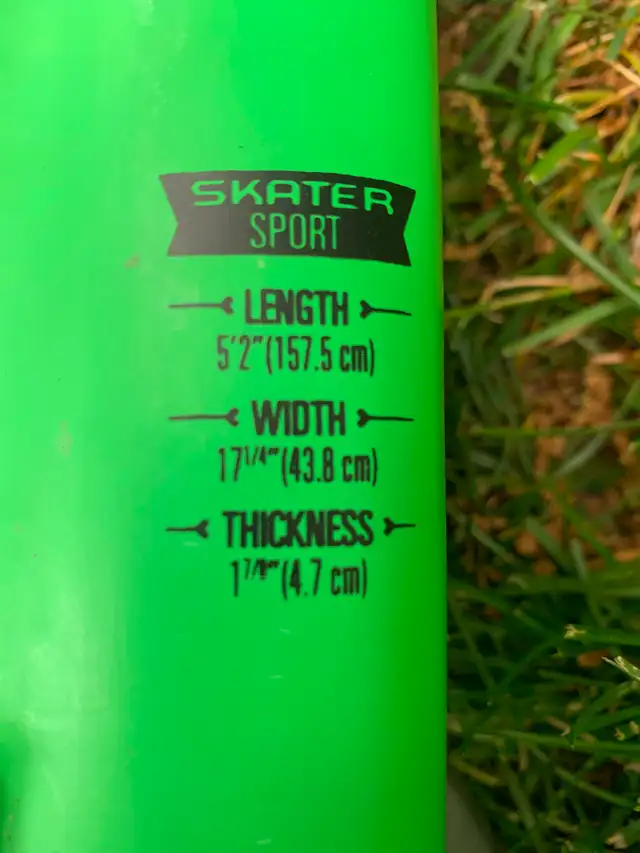 SKATER
SPORT
LENGTH
5'2"(157.5 cm)
WIDTH
17 1/4"(43.8 cm)
THICKNESS
1 7/8"(4.7 cm)